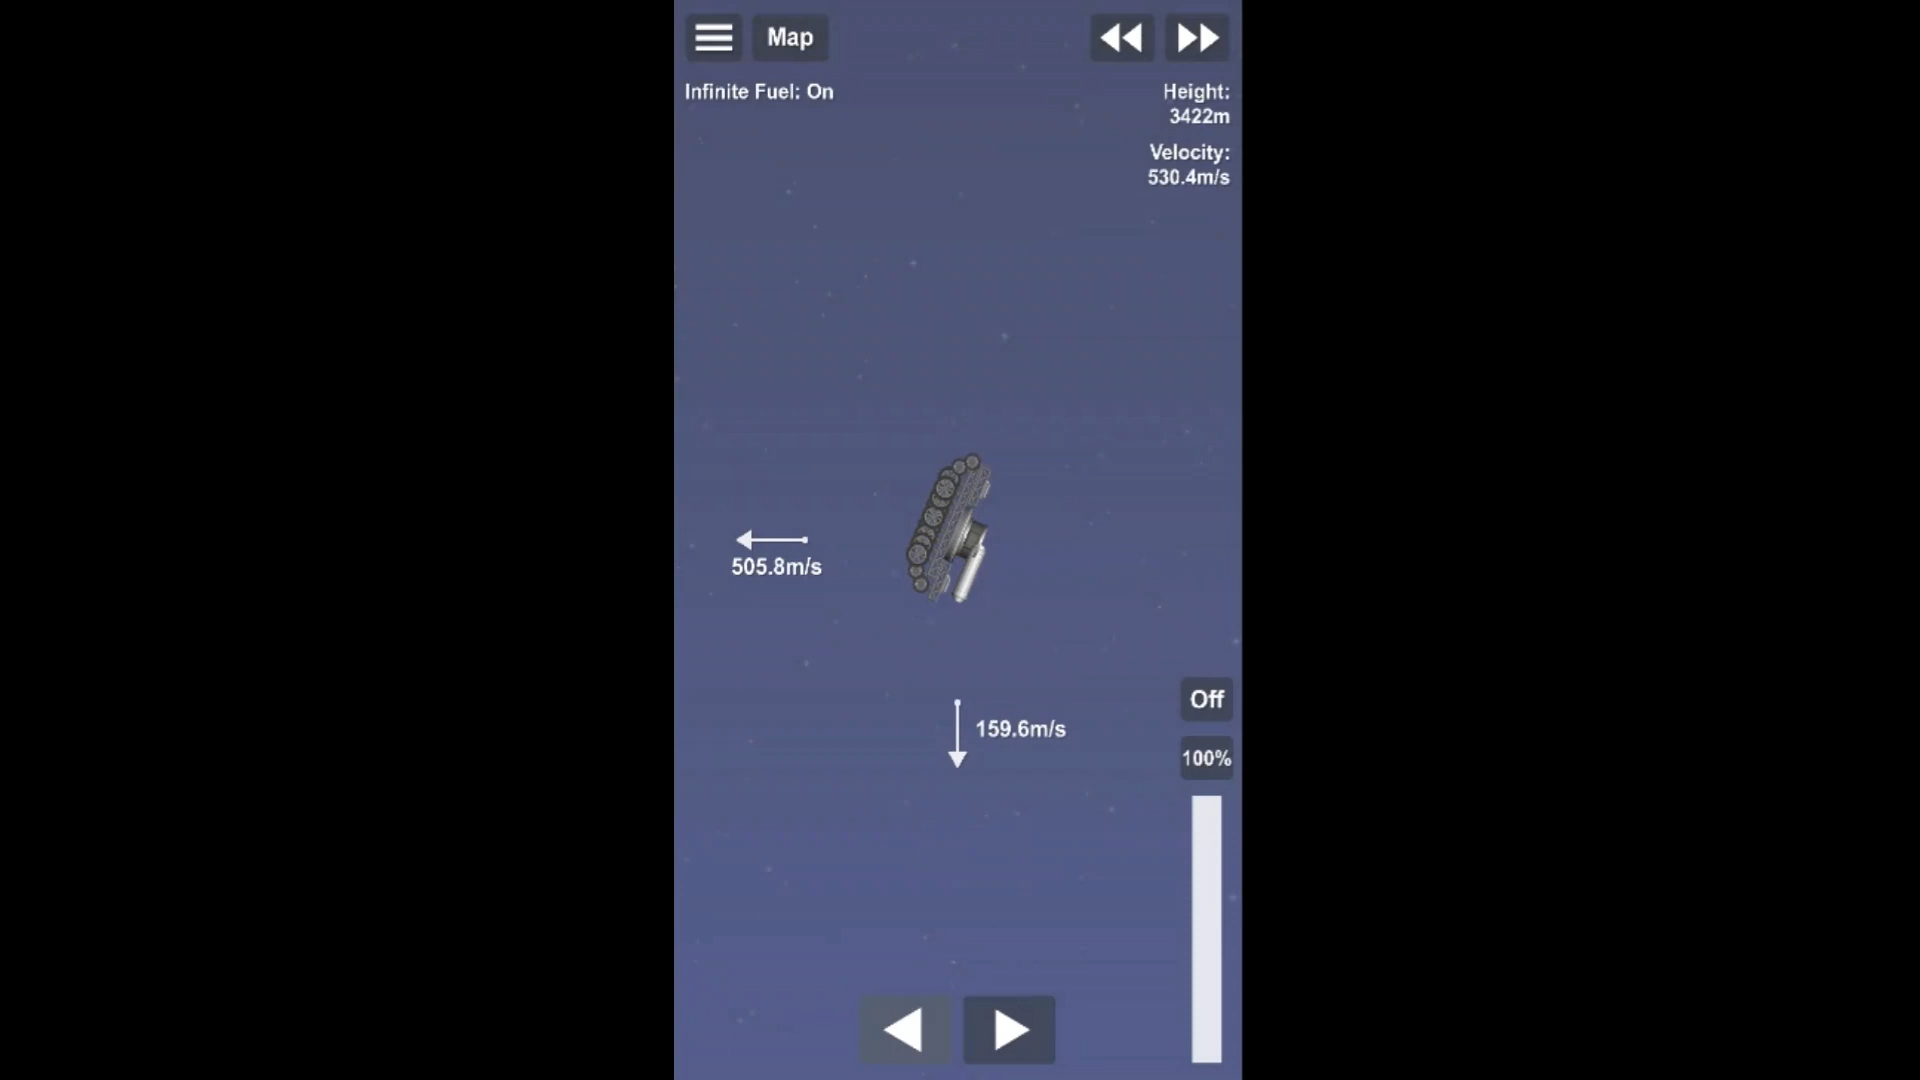 Map
Infinite Fuel: On
Height:
3422m
Velocity:
530.4m/s
505.8m/s
159.6m/s
Off
100%